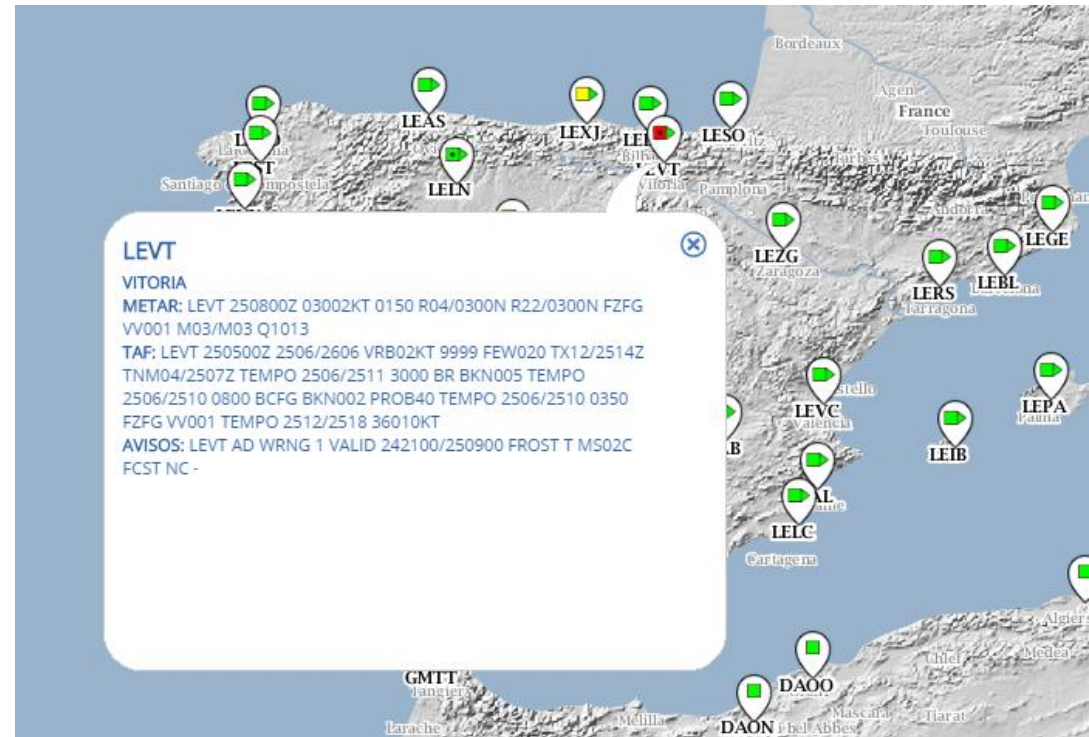 Bordeaux
Agen
France
Toulouse
LEAS
LEXJ
LESO
LEVT
LELN
Santiago
Vitoria
Pamplona
Andorra
LEZG
Zaragoza
LEGE
LEBL
LERS
Tarragona
LEVT
VITORIA
METAR: LEVT 250800Z 03002KT 0150 R04/0300N R22/0300N FZFG
VV001 M03/M03 Q1013
TAF: LEVT 250500Z 2506/2606 VRB02KT 9999 FEW020 TX12/2514Z
TNM04/2507Z TEMPO 2506/2511 3000 BR BKN005 TEMPO
2506/2510 0800 BCFG BKN002 PROB40 TEMPO 2506/2510 0350
FZFG VV001 TEMPO 2512/2518 36010KT
AVISOS: LEVT AD WRNG 1 VALID 242100/250900 FROST T MS02C
FCST NC -
LEVC
Valencia
LEPA
Palma
LEIB
LELC
Cartagena
Algiers
Chlef
Medea
GMTT
Tangier
DAOO
Larache
Melilla
DAON
Mascara
Tiarat